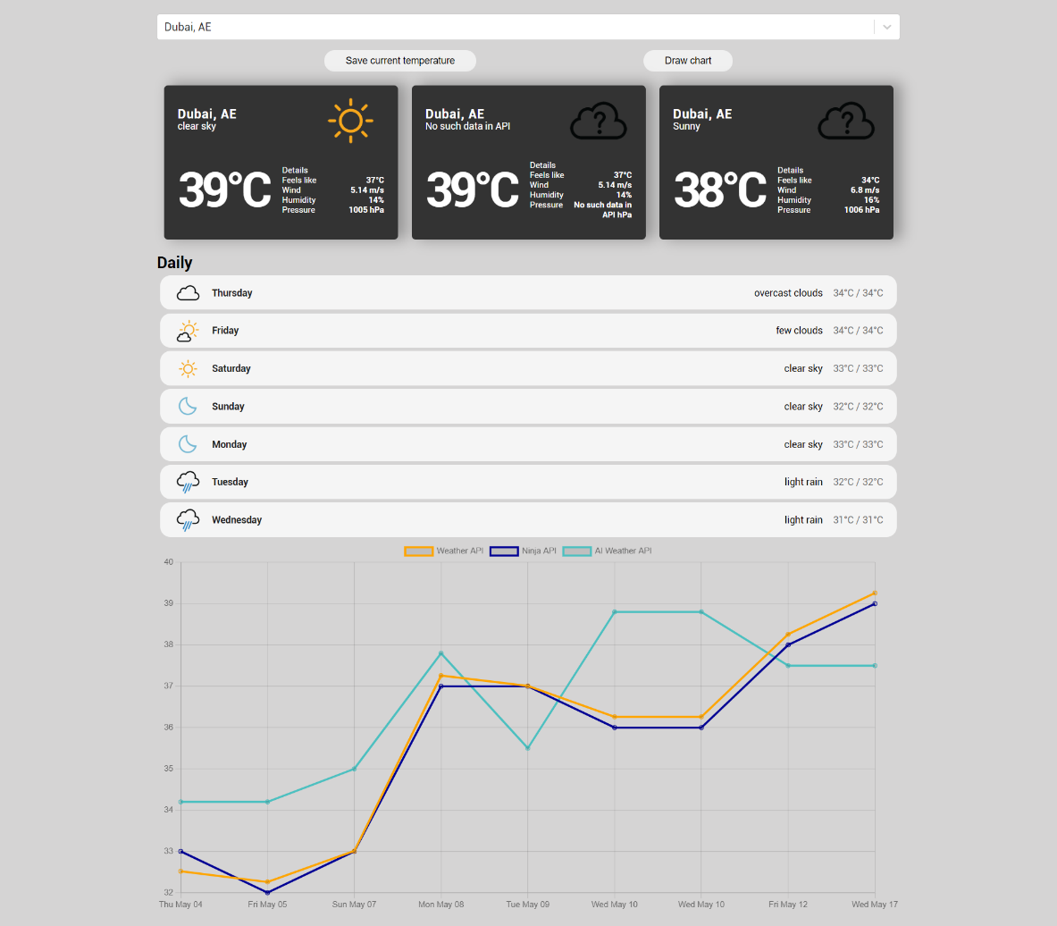 Dubai, AE
Save current temperature
Draw chart
Dubai, AE
clear sky
39°C
Details
Feels like 37°C
Wind 5.14 m/s
Humidity 14%
Pressure 1005 hPa
Dubai, AE
No such data in API
?
39°C
Details
Feels like 37°C
Wind 5.14 m/s
Humidity 14%
Pressure No such data in
API hPa
Dubai, AE
Sunny
?
38°C
Details
Feels like 34°C
Wind 6.8 m/s
Humidity 16%
Pressure 1006 hPa
Daily
Thursday overcast clouds 34°C / 34°C
Friday few clouds 34°C / 34°C
Saturday clear sky 33°C / 33°C
Sunday clear sky 32°C / 32°C
Monday clear sky 33°C / 33°C
Tuesday light rain 32°C / 32°C
Wednesday light rain 31°C / 31°C
Weather API Ninja API AI Weather API
40
39
38
37
36
35
34
33
32
Thu May 04 Fri May 05 Sun May 07 Mon May 08 Tue May 09 Wed May 10 Wed May 10 Fri May 12 Wed May 17